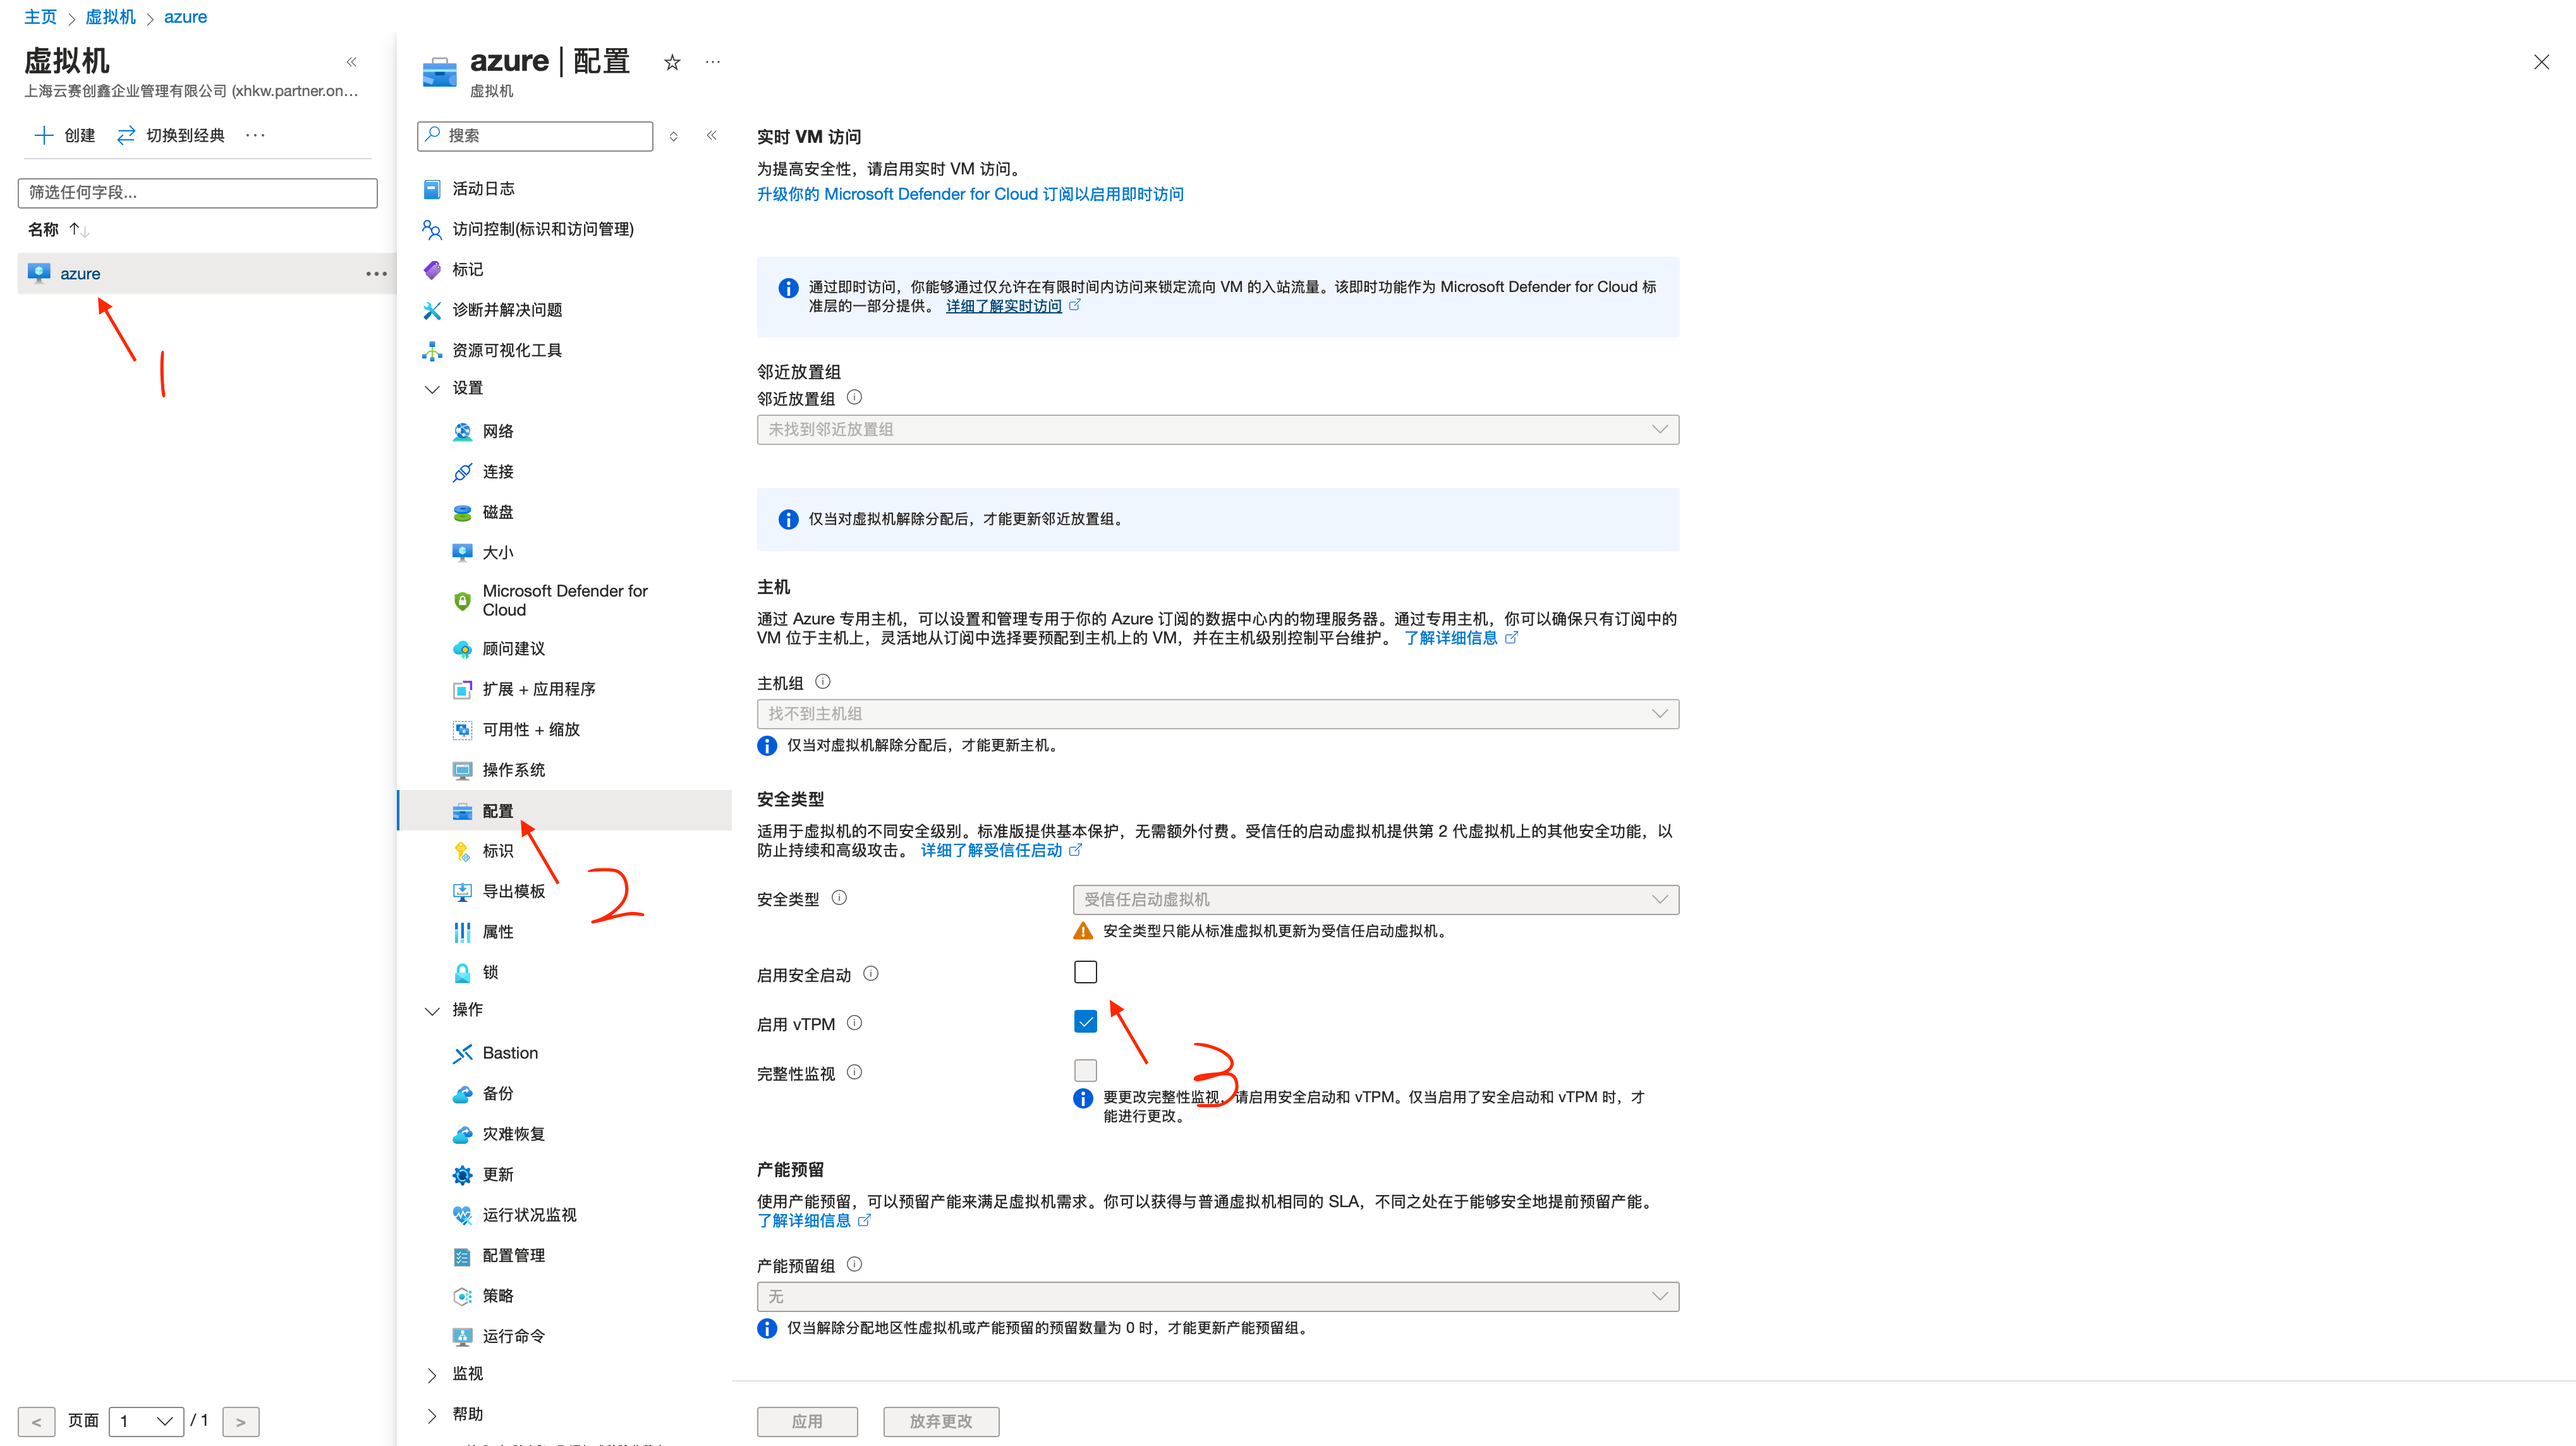 主页 > 虚拟机 > azure
虚拟机
上海云赛创鑫企业管理有限公司 (xhkw.partner.on…
创建 切换到经典 …
筛选任何字段...
名称
azure
1
< 页面 1 / 1 >
azure | 配置
虚拟机
搜索
活动日志
访问控制(标识和访问管理)
标记
诊断并解决问题
资源可视化工具
设置
网络
连接
磁盘
大小
Microsoft Defender for
Cloud
顾问建议
扩展 + 应用程序
可用性 + 缩放
操作系统
配置
2
标识
导出模板
属性
锁
操作
Bastion
备份
灾难恢复
更新
运行状况监视
配置管理
策略
运行命令
监视
帮助
实时 VM 访问
为提高安全性，请启用实时 VM 访问。
升级你的 Microsoft Defender for Cloud 订阅以启用即时访问
通过即时访问，你能够通过仅允许在有限时间内访问来锁定流向 VM 的入站流量。该即时功能作为 Microsoft Defender for Cloud 标
准层的一部分提供。 详细了解实时访问
邻近放置组
邻近放置组
未找到邻近放置组
仅当对虚拟机解除分配后，才能更新邻近放置组。
主机
通过 Azure 专用主机，可以设置和管理专用于你的 Azure 订阅的数据中心内的物理服务器。通过专用主机，你可以确保只有订阅中的
VM 位于主机上，灵活地从订阅中选择要预配到主机上的 VM，并在主机级别控制平台维护。 了解详细信息
主机组
找不到主机组
仅当对虚拟机解除分配后，才能更新主机。
安全类型
适用于虚拟机的不同安全级别。标准版提供基本保护，无需额外付费。受信任的启动虚拟机提供第 2 代虚拟机上的其他安全功能，以
防止持续和高级攻击。 详细了解受信任启动
安全类型 受信任启动虚拟机
安全类型只能从标准虚拟机更新为受信任启动虚拟机。
启用安全启动
启用 vTPM
3
完整性监视
要更改完整性监视，请启用安全启动和 vTPM。仅当启用了安全启动和 vTPM 时，才
能进行更改。
产能预留
使用产能预留，可以预留产能来满足虚拟机需求。你可以获得与普通虚拟机相同的 SLA，不同之处在于能够安全地提前预留产能。
了解详细信息
产能预留组
无
仅当解除分配地区性虚拟机或产能预留的预留数量为 0 时，才能更新产能预留组。
应用 放弃更改